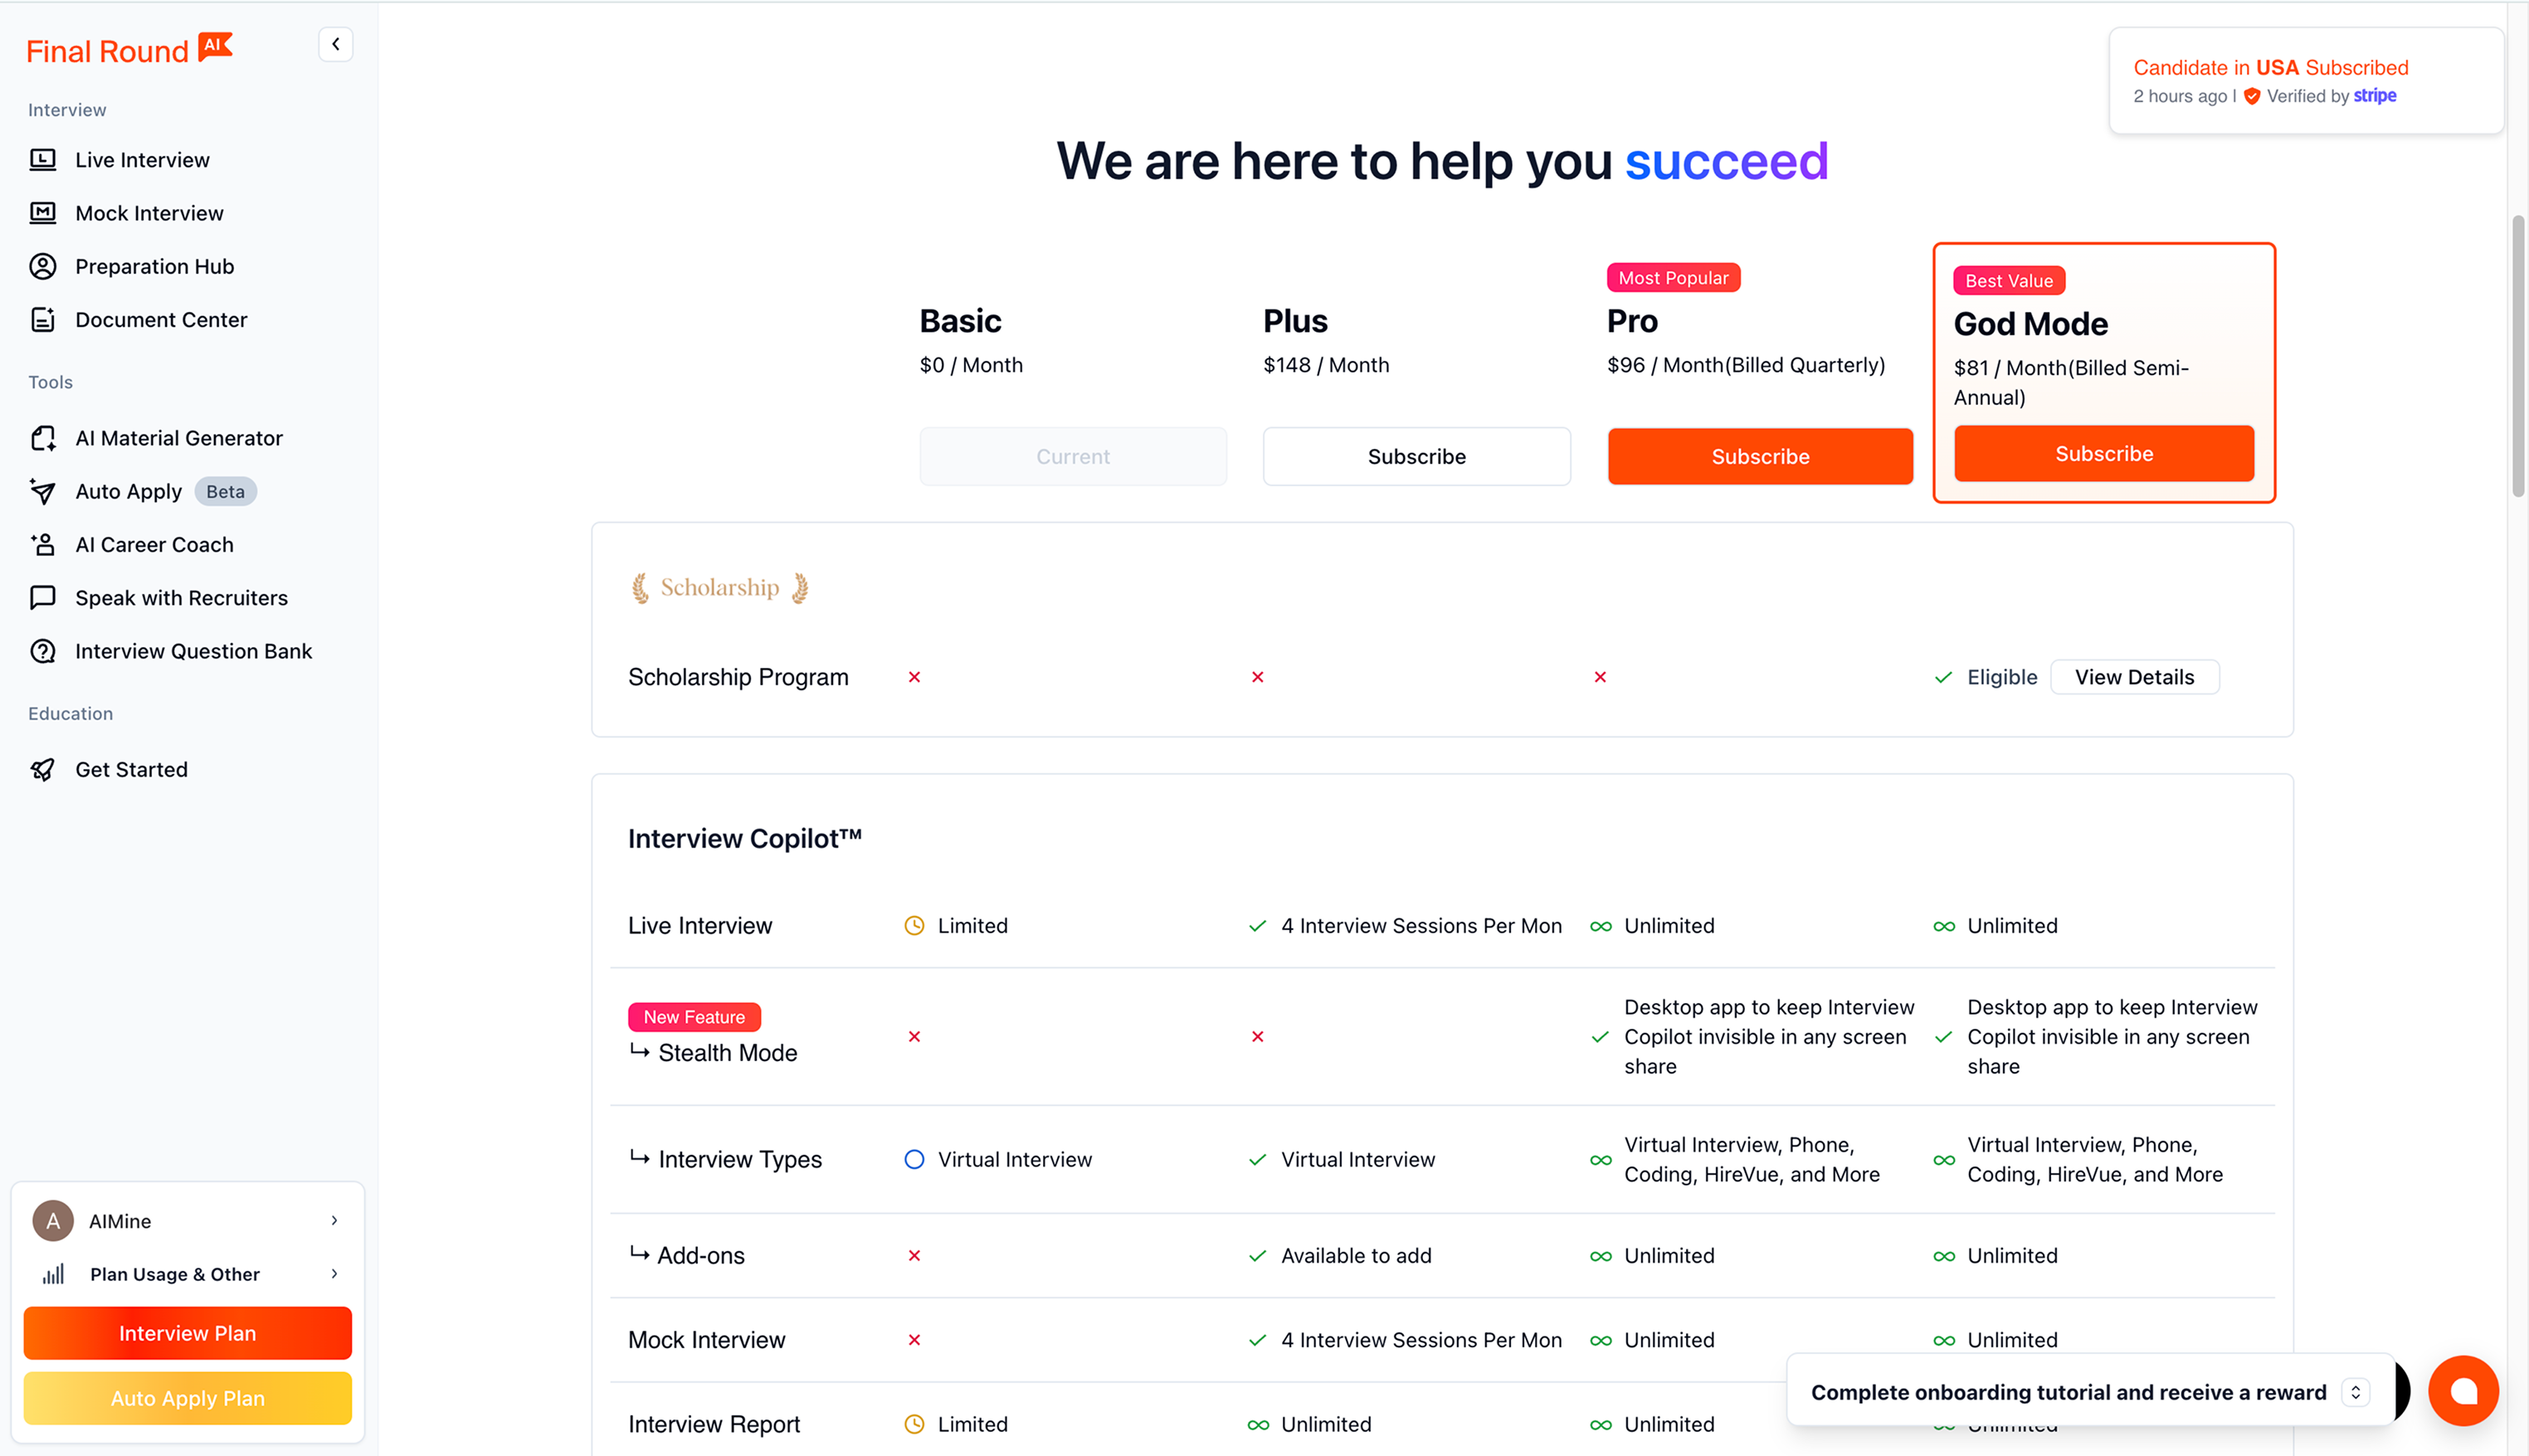 Final Round AI
Interview
Live Interview
Mock Interview
Preparation Hub
Document Center
Tools
AI Material Generator
Auto Apply Beta
AI Career Coach
Speak with Recruiters
Interview Question Bank
Education
Get Started
A AIMine
Plan Usage & Other
Interview Plan
Auto Apply Plan
Candidate in USA Subscribed
2 hours ago | Verified by stripe
We are here to help you succeed
Basic
$0 / Month
Current
Plus
$148 / Month
Subscribe
Most Popular
Pro
$96 / Month(Billed Quarterly)
Subscribe
Best Value
God Mode
$81 / Month(Billed Semi-
Annual)
Subscribe
Scholarship
Scholarship Program Eligible View Details
Interview Copilot™
Live Interview Limited 4 Interview Sessions Per Mon Unlimited Unlimited
New Feature
Stealth Mode
Desktop app to keep Interview
Copilot invisible in any screen
share
Desktop app to keep Interview
Copilot invisible in any screen
share
Interview Types Virtual Interview Virtual Interview
Virtual Interview, Phone,
Coding, HireVue, and More
Virtual Interview, Phone,
Coding, HireVue, and More
Add-ons Available to add Unlimited Unlimited
Mock Interview 4 Interview Sessions Per Mon Unlimited Unlimited
Interview Report Limited Unlimited Unlimited
Complete onboarding tutorial and receive a reward